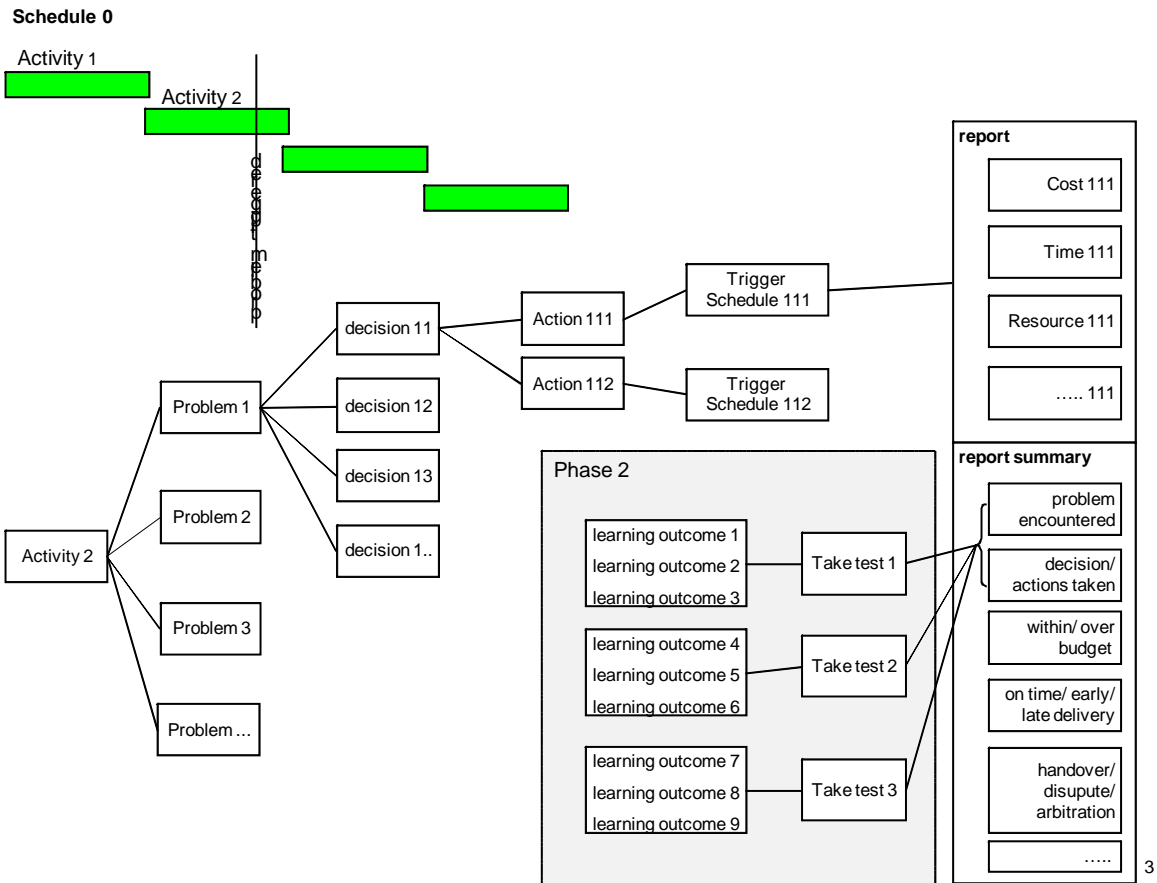 Schedule 0
Activity 1
Activity 2
report
Cost 111
Time 111
Resource 111
….. 111
Trigger
Schedule 111
Action 111
decision 11
Action 112
Trigger
Schedule 112
Problem 1
decision 12
decision 13
decision 1..
Problem 2
Activity 2
Problem 3
Problem ...
Phase 2
learning outcome 1
learning outcome 2
learning outcome 3
Take test 1
learning outcome 4
learning outcome 5
learning outcome 6
Take test 2
learning outcome 7
learning outcome 8
learning outcome 9
Take test 3
report summary
problem
encountered
decision/
actions taken
within/ over
budget
on time/ early/
late delivery
handover/
disupute/
arbitration
…..
3